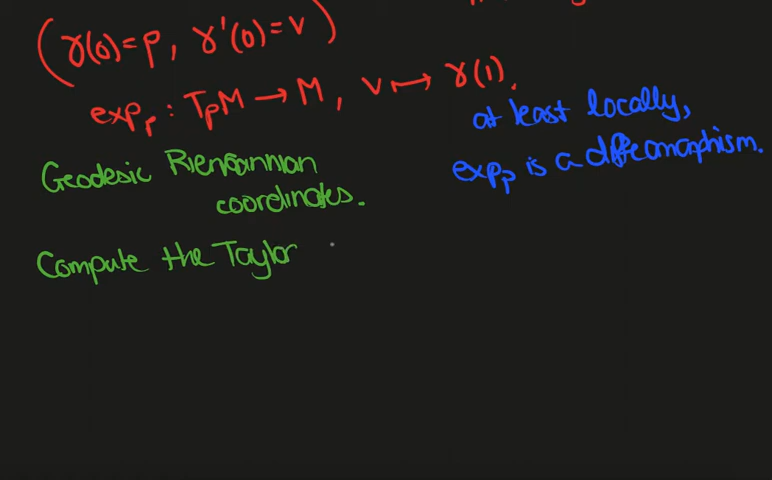 (γ(0)=p, γ'(0)=v)
exp_p : T_pM → M, v ↦ γ(1).
at least locally,
exp_p is a diffeomorphism.
Geodesic Riemannian
coordinates.
Compute the Taylor